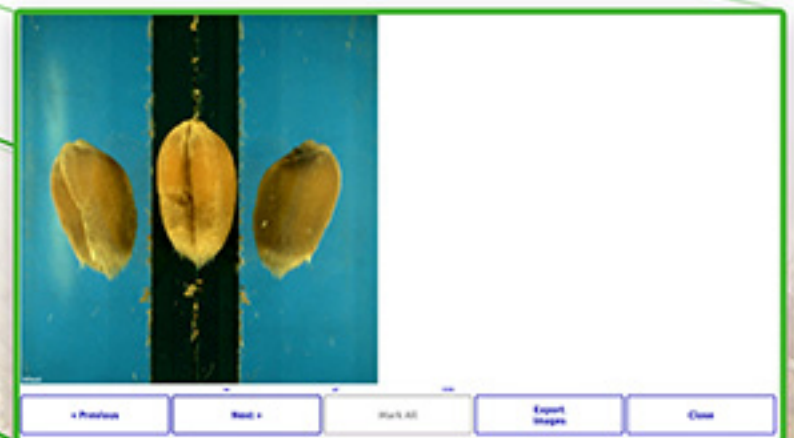 « Previous
Next »
Mark All
Export
Images
Close